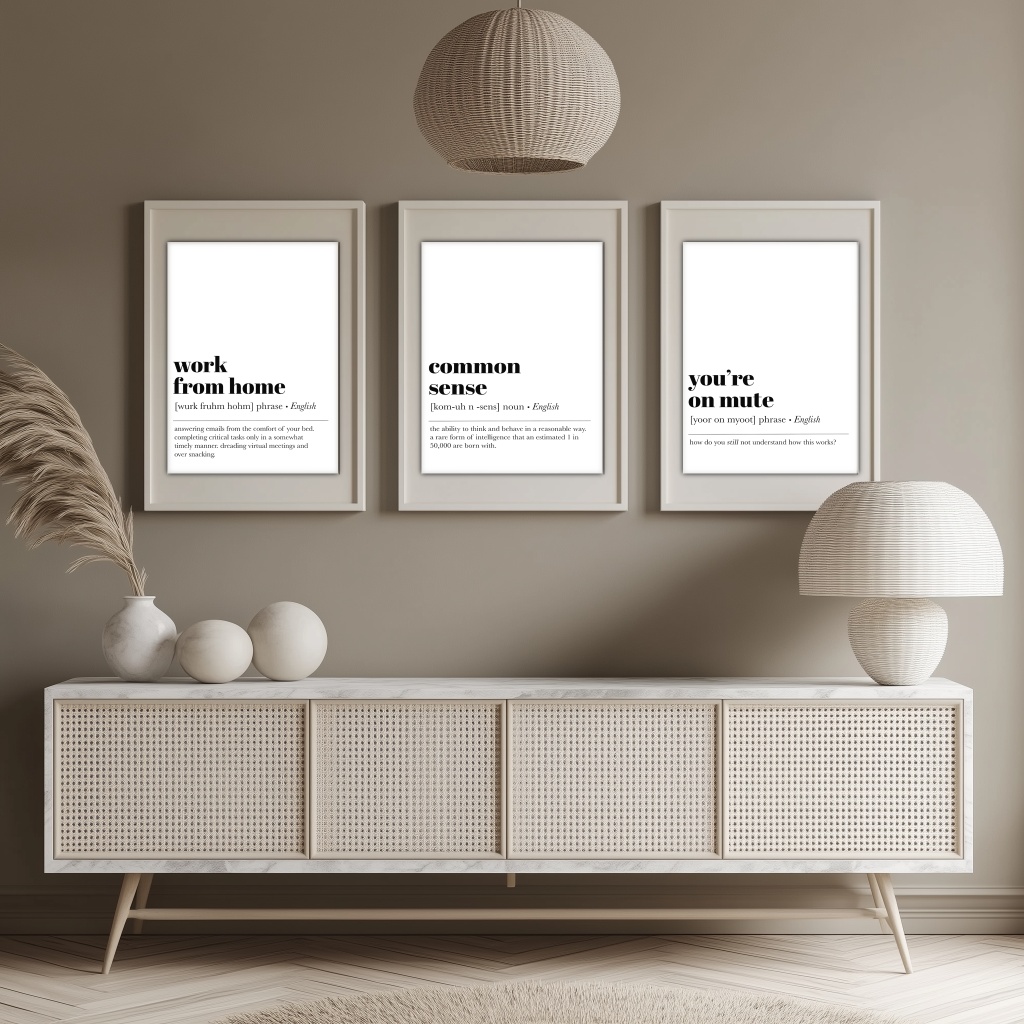 work
from home
[wurk fruhm hohm] phrase • English
answering emails from the comfort of your bed.
completing critical tasks only in a somewhat
timely manner. dreading virtual meetings and
over snacking.
common
sense
[kom-uh n -sens] noun • English
the ability to think and behave in a reasonable way.
a rare form of intelligence that an estimated 1 in
50,000 are born with.
you're
on mute
[yoor on myoot] phrase • English
how do you still not understand how this works?